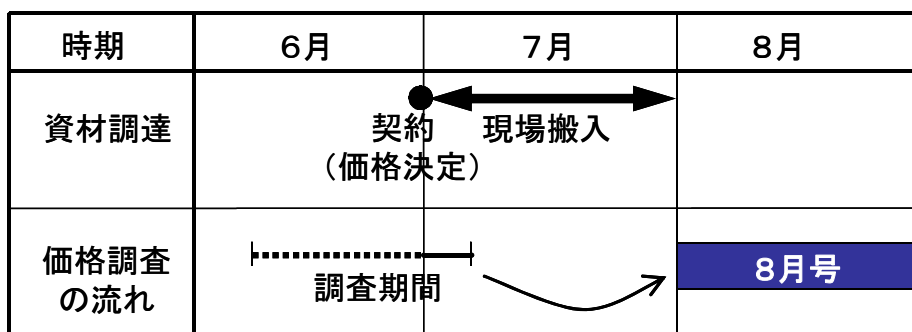 時期
6月
7月
8月
資材調達
契約
(価格決定)
現場搬入
価格調査
の流れ
調査期間
8月号